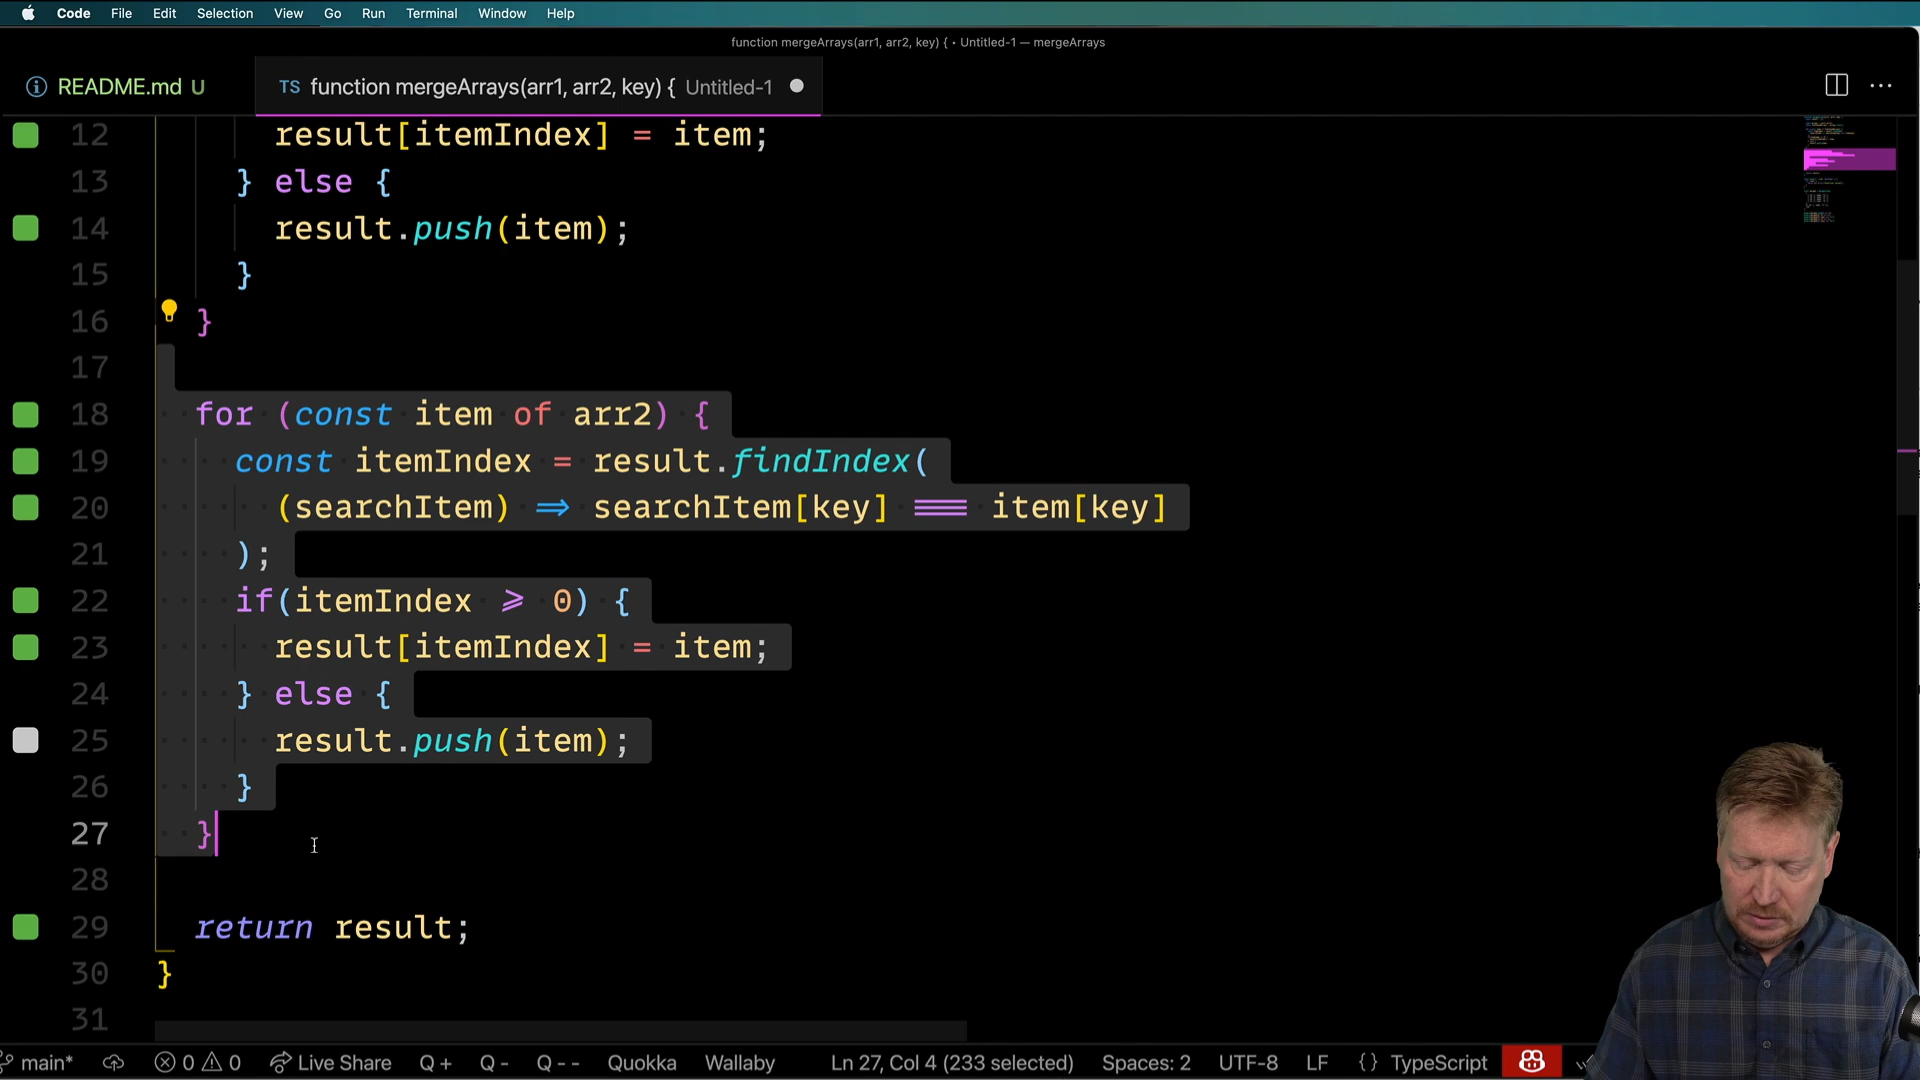 Code File Edit Selection View Go Run Terminal Window Help
function mergeArrays(arr1, arr2, key) { • Untitled-1 — mergeArrays
README.md U TS function mergeArrays(arr1, arr2, key) { Untitled-1
12 result[itemIndex] = item;
13 } else {
14 result.push(item);
15 }
16 }
17
18 for (const item of arr2) {
19 const itemIndex = result.findIndex(
20 (searchItem) => searchItem[key] === item[key]
21 );
22 if(itemIndex >= 0) {
23 result[itemIndex] = item;
24 } else {
25 result.push(item);
26 }
27 }
28
29 return result;
30 }
31
main* 0 0 Live Share Q + Q - Q -- Quokka Wallaby Ln 27, Col 4 (233 selected) Spaces: 2 UTF-8 LF {} TypeScript